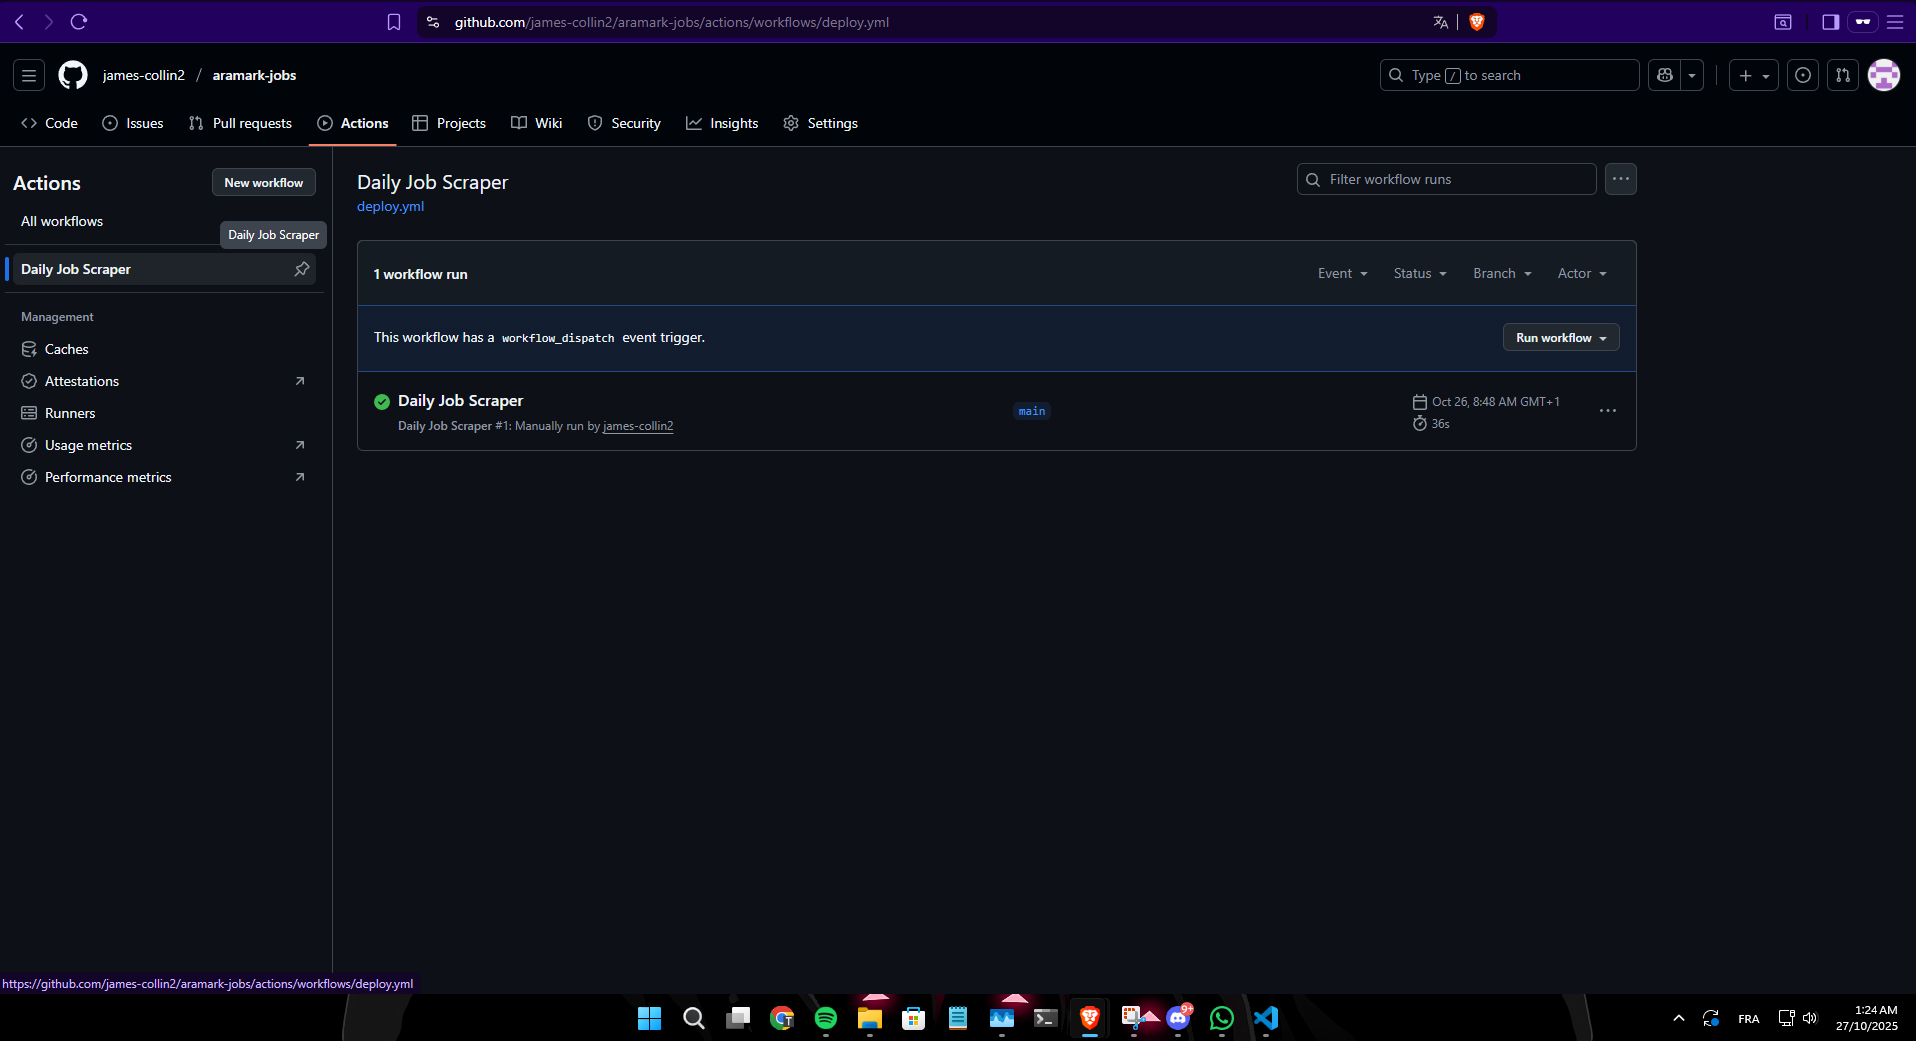 github.com/james-collin2/aramark-jobs/actions/workflows/deploy.yml
james-collin2 / aramark-jobs
Type / to search
Code
Issues
Pull requests
Actions
Projects
Wiki
Security
Insights
Settings
Actions
New workflow
All workflows
Daily Job Scraper
Daily Job Scraper
Management
Caches
Attestations
Runners
Usage metrics
Performance metrics
Daily Job Scraper
deploy.yml
Filter workflow runs
1 workflow run
Event
Status
Branch
Actor
This workflow has a workflow_dispatch event trigger.
Run workflow
Daily Job Scraper
Daily Job Scraper #1: Manually run by james-collin2
main
Oct 26, 8:48 AM GMT+1
36s
https://github.com/james-collin2/aramark-jobs/actions/workflows/deploy.yml
T
9+
FRA
1:24 AM
27/10/2025